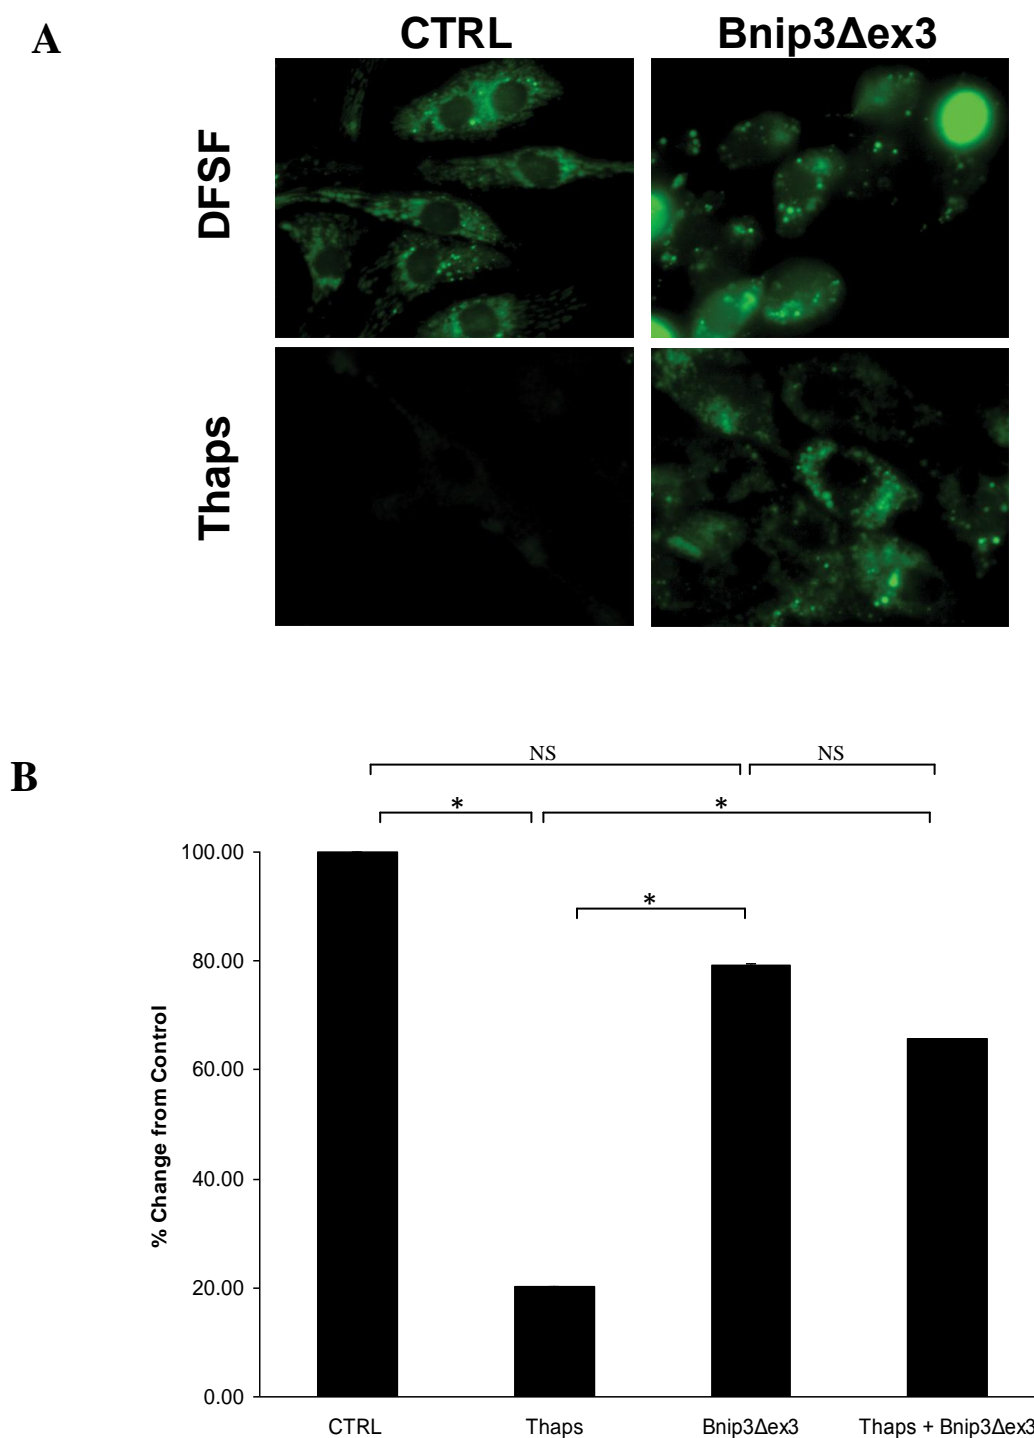 A
CTRL
Bnip3Δex3
DFSF
Thaps
B
NS
NS
*
*
*
100.00
80.00
60.00
40.00
20.00
0.00
% Change from Control
CTRL
Thaps
Bnip3Δex3
Thaps + Bnip3Δex3